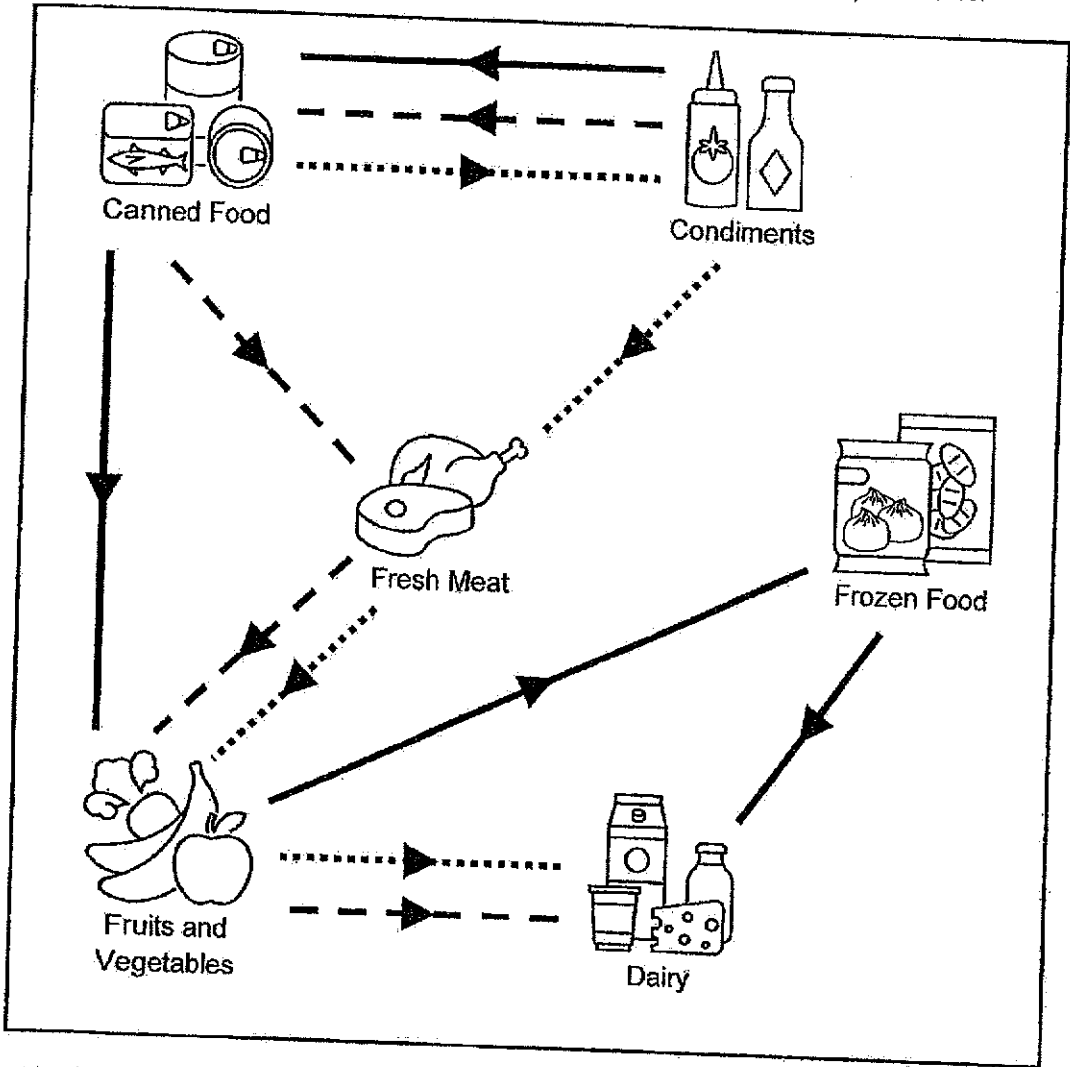 Canned Food
Condiments
Fresh Meat
Frozen Food
Fruits and
Vegetables
Dairy